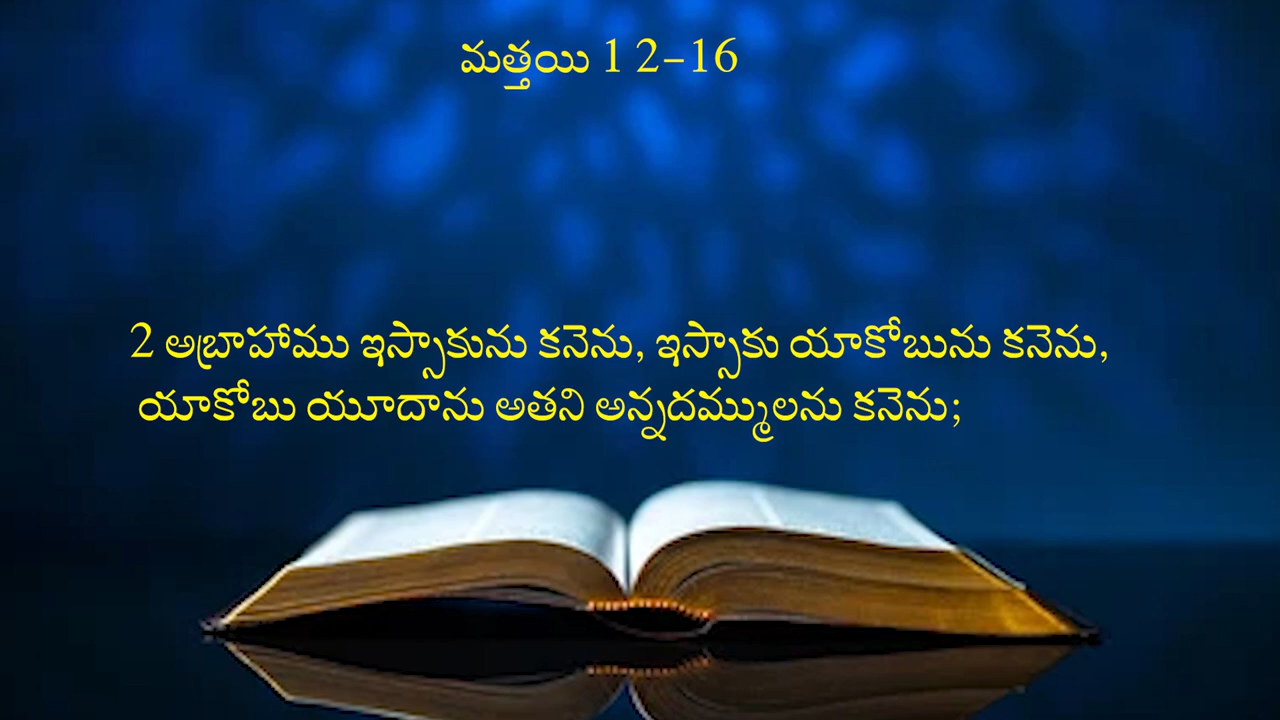 మత్తయి 1 2-16
2 అబ్రాహాము ఇస్సాకును కనెను, ఇస్సాకు యాకోబును కనెను,
యాకోబు యూదాను అతని అన్నదమ్ములను కనెను;